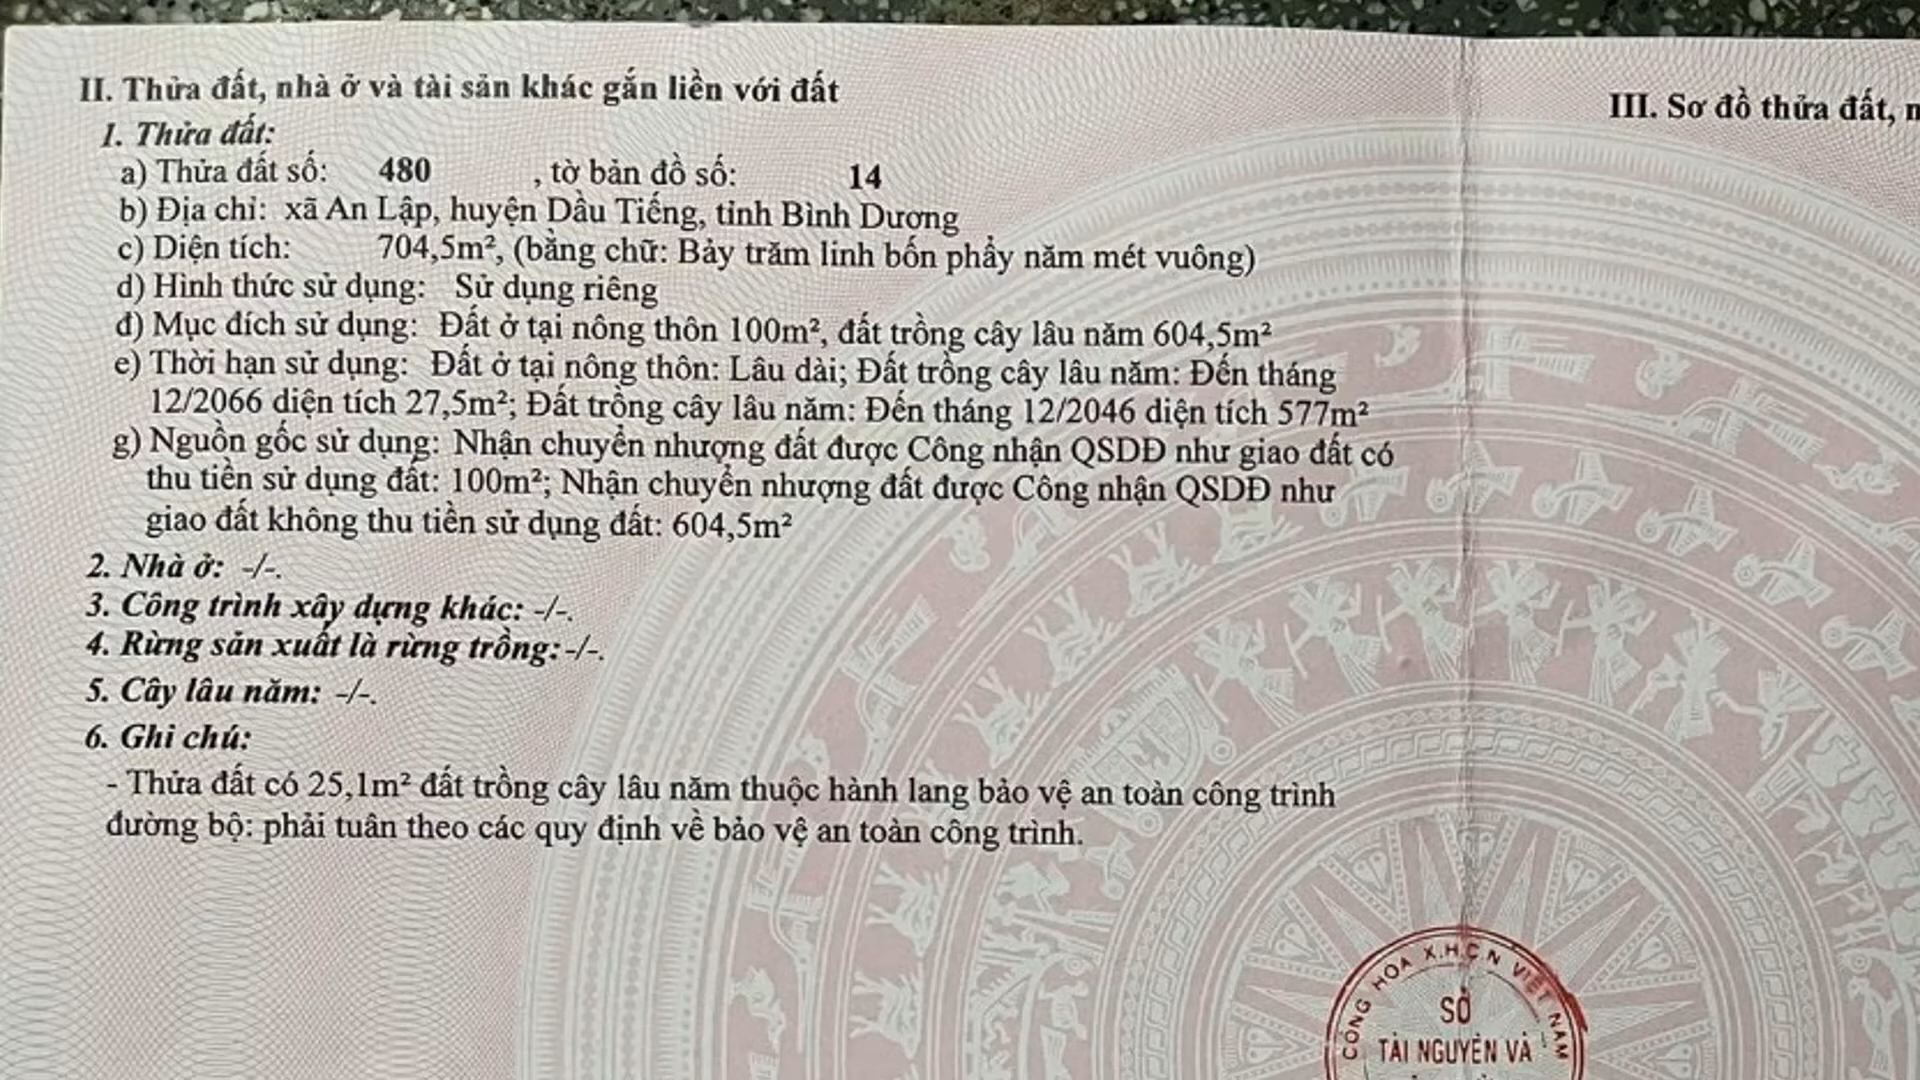 II. Thửa đất, nhà ở và tài sản khác gắn liền với đất
1. Thửa đất:
a) Thửa đất số: 480 , tờ bản đồ số: 14
b) Địa chỉ: xã An Lập, huyện Dầu Tiếng, tỉnh Bình Dương
c) Diện tích: 704,5m², (bằng chữ: Bảy trăm linh bốn phẩy năm mét vuông)
d) Hình thức sử dụng: Sử dụng riêng
đ) Mục đích sử dụng: Đất ở tại nông thôn 100m², đất trồng cây lâu năm 604,5m²
e) Thời hạn sử dụng: Đất ở tại nông thôn: Lâu dài; Đất trồng cây lâu năm: Đến tháng
12/2066 diện tích 27,5m²; Đất trồng cây lâu năm: Đến tháng 12/2046 diện tích 577m²
g) Nguồn gốc sử dụng: Nhận chuyển nhượng đất được Công nhận QSDĐ như giao đất có
thu tiền sử dụng đất: 100m²; Nhận chuyển nhượng đất được Công nhận QSDĐ như
giao đất không thu tiền sử dụng đất: 604,5m²
2. Nhà ở: -/-.
3. Công trình xây dựng khác: -/-.
4. Rừng sản xuất là rừng trồng: -/-.
5. Cây lâu năm: -/-.
6. Ghi chú:
- Thửa đất có 25,1m² đất trồng cây lâu năm thuộc hành lang bảo vệ an toàn công trình
đường bộ: phải tuân theo các quy định về bảo vệ an toàn công trình.
III. Sơ đồ thửa đất, n
CỘNG HÒA X.H.C.N VIỆT NAM
SỞ
TÀI NGUYÊN VÀ